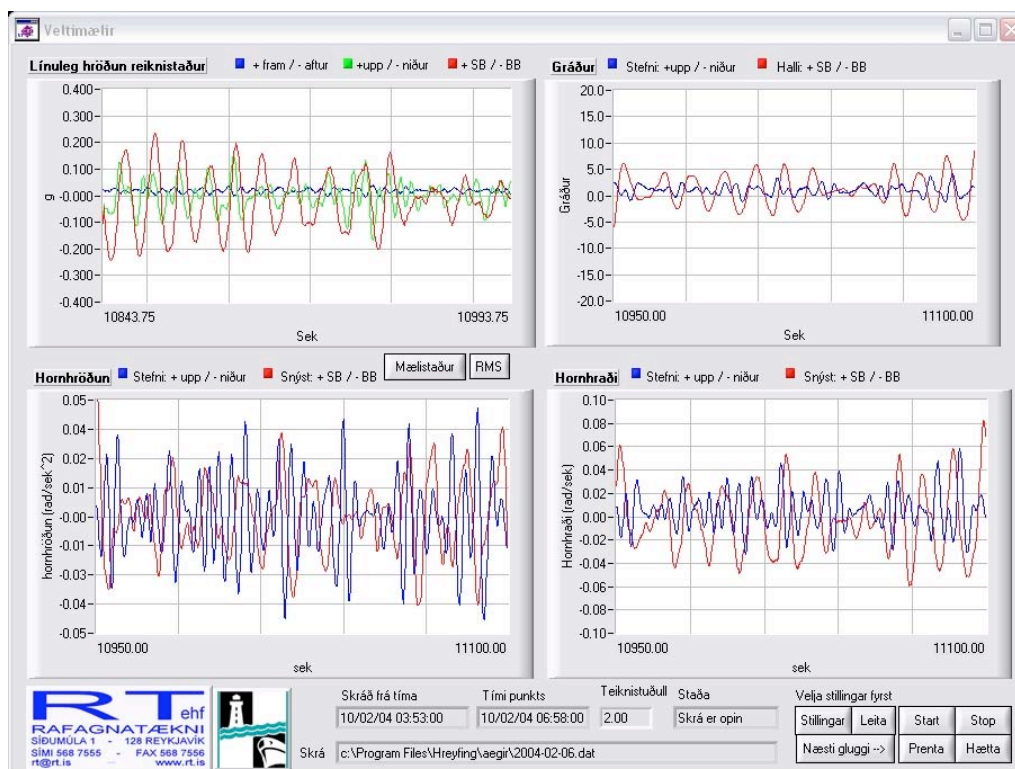 Veltimælir
Línuleg hröðun reiknistaður + fram / - aftur +upp / - niður + SB / - BB
0.400
0.300
0.200
0.100
-0.000
-0.100
-0.200
-0.300
-0.400
g
10843.75 10993.75
Sek
Gráður Stefni: +upp / - niður Halli: + SB / - BB
20.0
15.0
10.0
5.0
0.0
-5.0
-10.0
-15.0
-20.0
Gráður
10950.00 11100.00
Sek
Mælistaður RMS
Hornhröðun Stefni: + upp / - niður Snýst: + SB / - BB
0.05
0.04
0.03
0.01
-0.00
-0.01
-0.03
-0.04
-0.05
hornhröðun [rad/sek^2]
10950.00 11100.00
sek
Hornhraði Stefni: + upp / - niður Snýst: + SB / - BB
0.10
0.08
0.06
0.04
0.02
0.00
-0.02
-0.04
-0.06
-0.08
-0.10
Hornhraði [rad/sek]
10950.00 11100.00
sek
RT ehf
RAFAGNATÆKNI
SÍÐUMÚLA 1 - 128 REYKJAVÍK
SÍMI 568 7555 - FAX 568 7556
rt@rt.is www.rt.is
Skráð frá tíma Tími punkts Teiknistuðull Staða
10/02/04 03:53:00 10/02/04 06:58:00 2.00 Skrá er opin
Skrá c:\Program Files\Hreyfing\aegir\2004-02-06.dat
Velja stillingar fyrst
Stillingar Leita Start Stop
Næsti gluggi --> Prenta Hætta